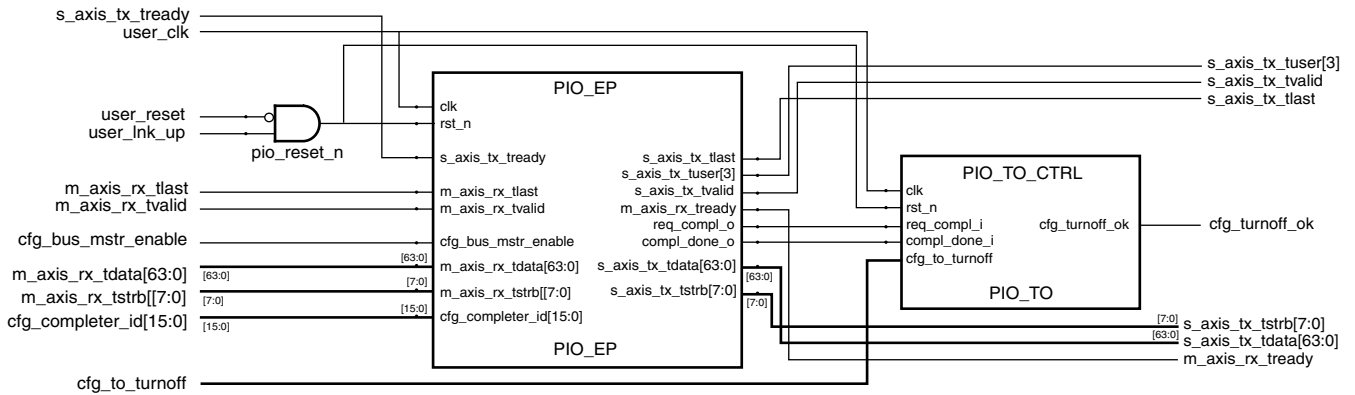 s_axis_tx_tready
user_clk
user_reset
user_lnk_up
pio_reset_n
m_axis_rx_tlast
m_axis_rx_tvalid
cfg_bus_mstr_enable
m_axis_rx_tdata[63:0]
[63:0]
m_axis_rx_tstrb[[7:0]
[7:0]
cfg_completer_id[15:0]
[15:0]
cfg_to_turnoff
PIO_EP
clk
rst_n
s_axis_tx_tready
m_axis_rx_tlast
m_axis_rx_tvalid
cfg_bus_mstr_enable
[63:0]
m_axis_rx_tdata[63:0]
[7:0]
m_axis_rx_tstrb[[7:0]
[15:0]
cfg_completer_id[15:0]
s_axis_tx_tlast
s_axis_tx_tuser[3]
s_axis_tx_tvalid
m_axis_rx_tready
req_compl_o
compl_done_o
s_axis_tx_tdata[63:0]
[63:0]
s_axis_tx_tstrb[7:0]
[7:0]
PIO_EP
PIO_TO_CTRL
clk
rst_n
req_compl_i
compl_done_i
cfg_to_turnoff
cfg_turnoff_ok
PIO_TO
s_axis_tx_tuser[3]
s_axis_tx_tvalid
s_axis_tx_tlast
cfg_turnoff_ok
[7:0]
s_axis_tx_tstrb[7:0]
[63:0]
s_axis_tx_tdata[63:0]
m_axis_rx_tready